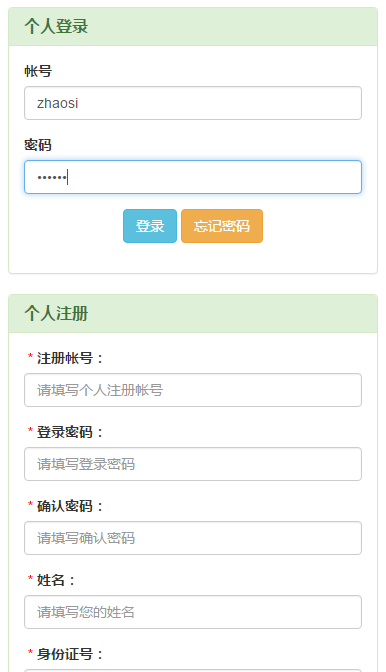 个人登录
帐号
zhaosi
密码
••••••
登录 忘记密码
个人注册
* 注册帐号：
请填写个人注册帐号
* 登录密码：
请填写登录密码
* 确认密码：
请填写确认密码
* 姓名：
请填写您的姓名
* 身份证号：